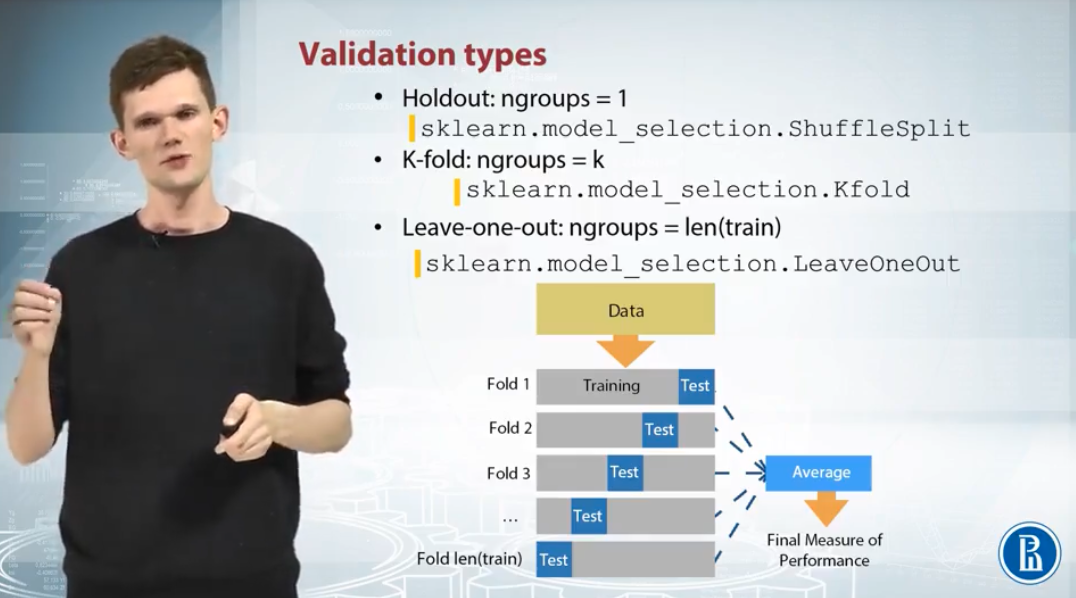 Validation types
• Holdout: ngroups = 1
sklearn.model_selection.ShuffleSplit
• K-fold: ngroups = k
sklearn.model_selection.Kfold
• Leave-one-out: ngroups = len(train)
sklearn.model_selection.LeaveOneOut
Data
Fold 1 Training Test
Fold 2 Test
Fold 3 Test
... Test
Fold len(train) Test
Average
Final Measure of
Performance